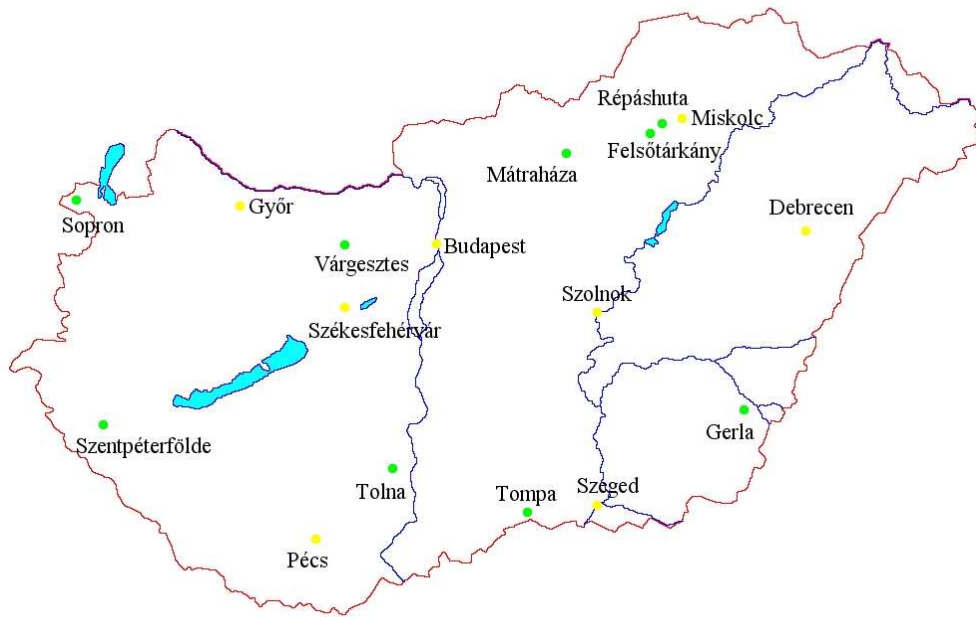 Répáshuta
Miskolc
Felsőtárkány
Mátraháza
Sopron
Győr
Debrecen
Várgesztes
Budapest
Szolnok
Székesfehérvár
Szentpéterfölde
Gerla
Tolna
Tompa
Szeged
Pécs